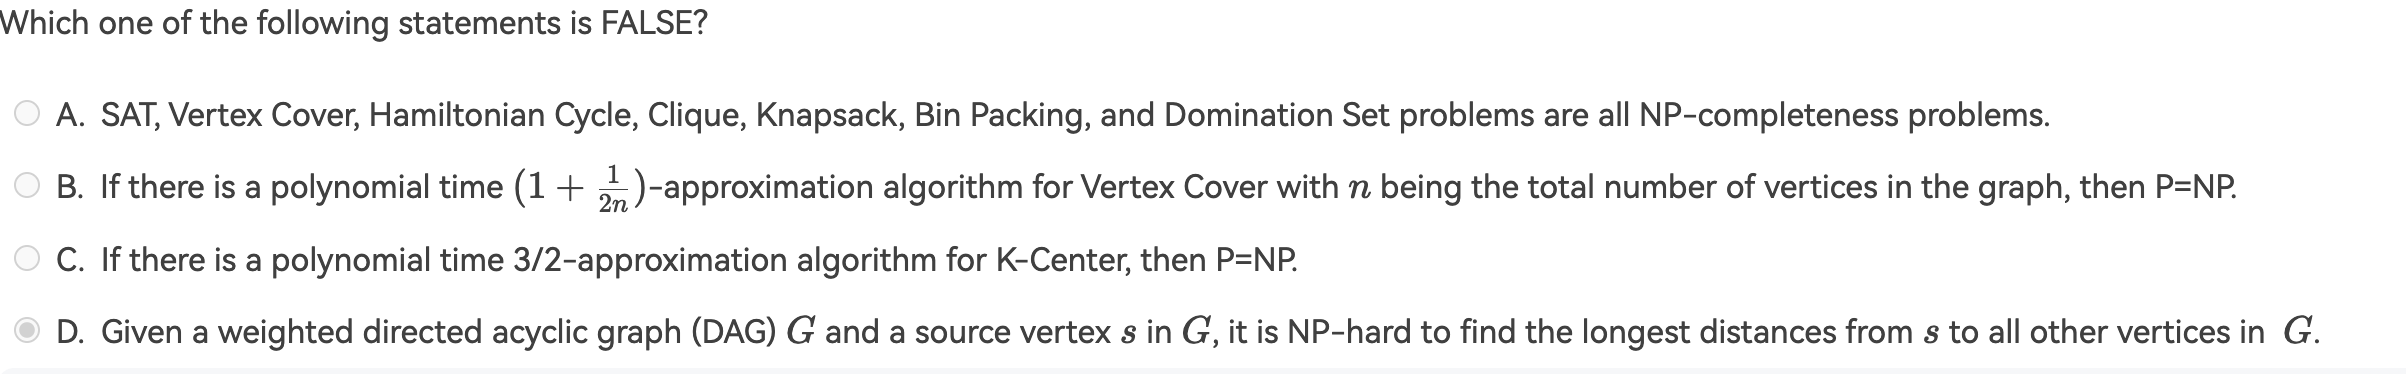 Which one of the following statements is FALSE?
A. SAT, Vertex Cover, Hamiltonian Cycle, Clique, Knapsack, Bin Packing, and Domination Set problems are all NP-completeness problems.
B. If there is a polynomial time $(1 + \frac{1}{2n})$-approximation algorithm for Vertex Cover with $n$ being the total number of vertices in the graph, then P=NP.
C. If there is a polynomial time 3/2-approximation algorithm for K-Center, then P=NP.
D. Given a weighted directed acyclic graph (DAG) $G$ and a source vertex $s$ in $G$, it is NP-hard to find the longest distances from $s$ to all other vertices in $G$.